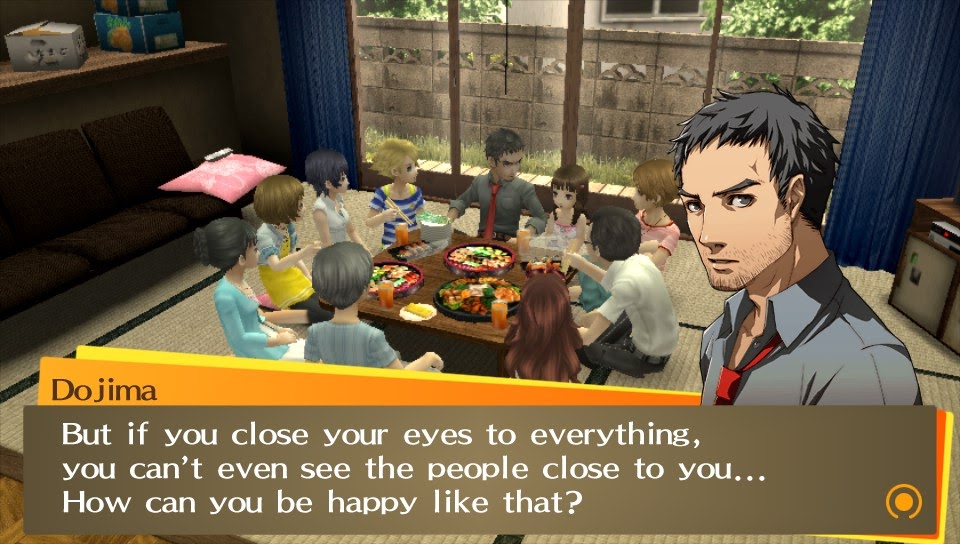 Dojima
But if you close your eyes to everything,
you can't even see the people close to you...
How can you be happy like that?